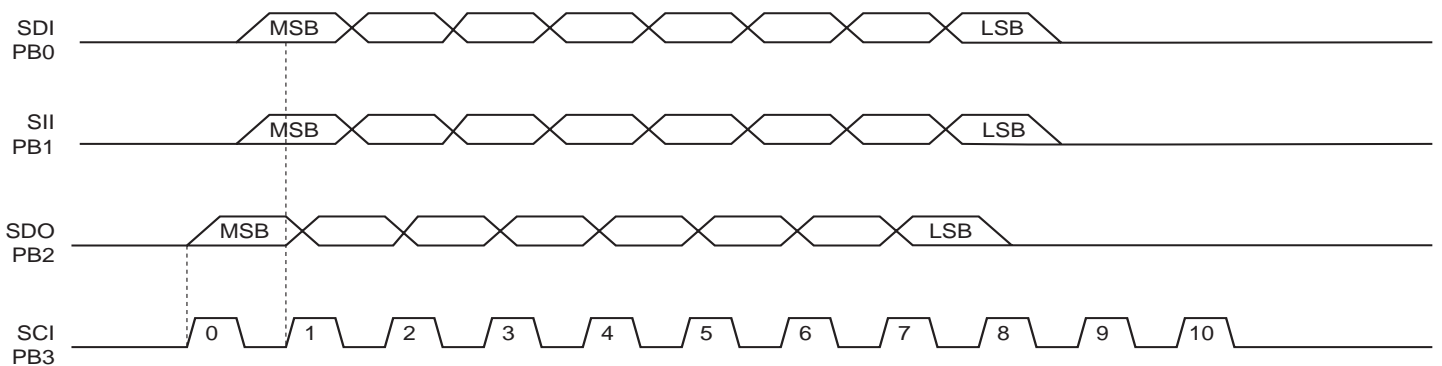 SDI MSB LSB
PB0
SII MSB LSB
PB1
SDO MSB LSB
PB2
SCI 0 1 2 3 4 5 6 7 8 9 10
PB3